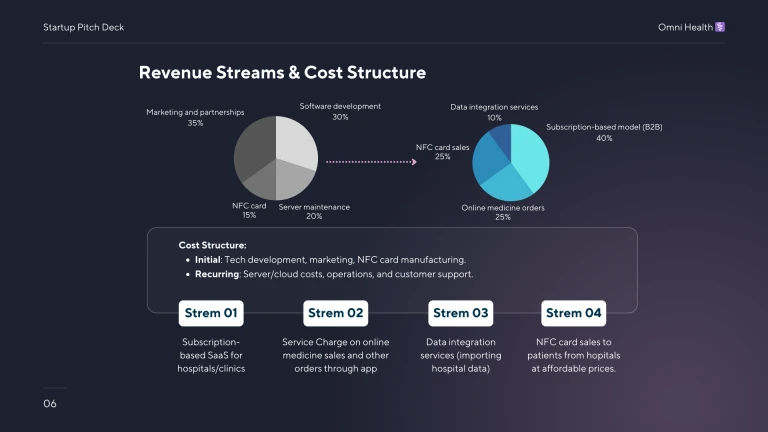 Startup Pitch Deck
Omni Health
Revenue Streams & Cost Structure
Marketing and partnerships
35%
Software development
30%
NFC card
15%
Server maintenance
20%
Data integration services
10%
Subscription-based model (B2B)
40%
NFC card sales
25%
Online medicine orders
25%
Cost Structure:
• Initial: Tech development, marketing, NFC card manufacturing.
• Recurring: Server/cloud costs, operations, and customer support.
Strem 01
Subscription-
based SaaS for
hospitals/clinics
Strem 02
Service Charge on online
medicine sales and other
orders through app
Strem 03
Data integration
services (importing
hospital data)
Strem 04
NFC card sales to
patients from hopitals
at affordable prices.
06